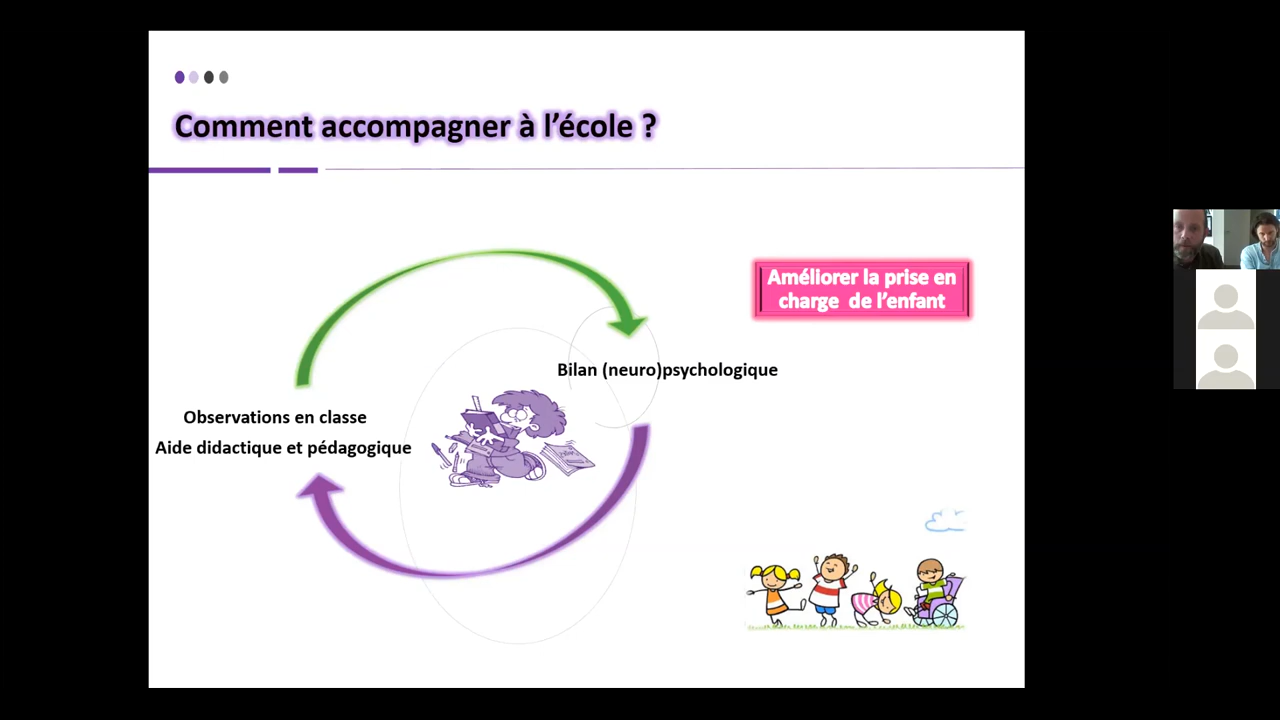 Comment accompagner à l'école ?
Améliorer la prise en
charge de l'enfant
Bilan (neuro)psychologique
Observations en classe
Aide didactique et pédagogique